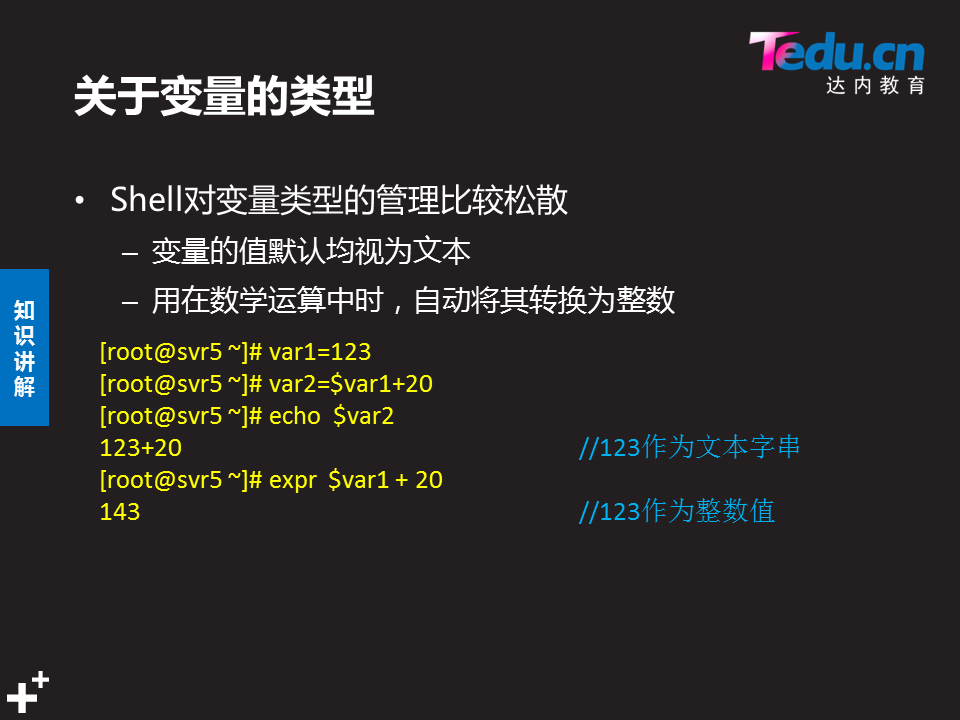 Tedu.cn
达内教育
关于变量的类型
• Shell对变量类型的管理比较松散
– 变量的值默认均视为文本
– 用在数学运算中时，自动将其转换为整数
知识讲解
[root@svr5 ~]# var1=123
[root@svr5 ~]# var2=$var1+20
[root@svr5 ~]# echo  $var2
123+20 //123作为文本字串
[root@svr5 ~]# expr  $var1 + 20
143 //123作为整数值